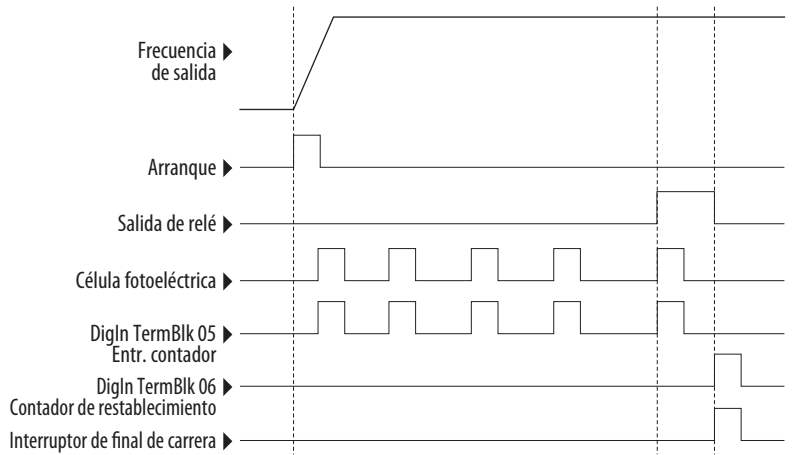 Frecuencia
de salida
Arranque
Salida de relé
Célula fotoeléctrica
DigIn TermBlk 05
Entr. contador
DigIn TermBlk 06
Contador de restablecimiento
Interruptor de final de carrera